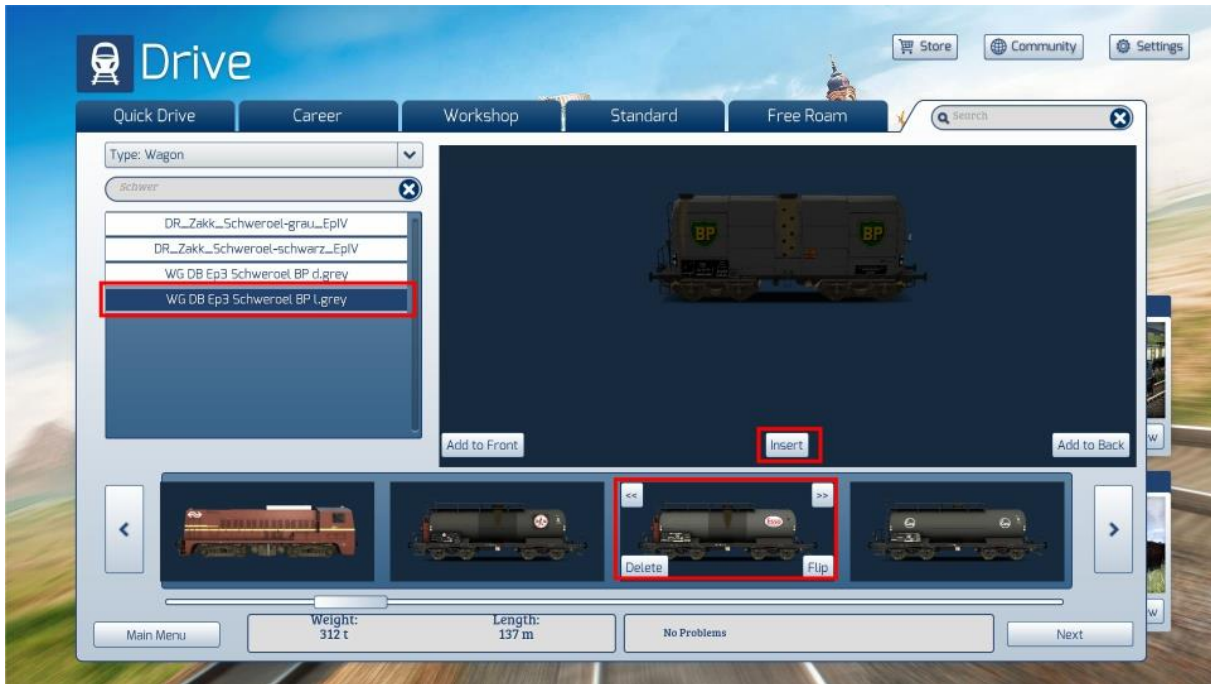 Drive
Store
Community
Settings
Quick Drive
Career
Workshop
Standard
Free Roam
Search
Type: Wagon
Schwer
DR_Zakk_Schweroel-grau_EpIV
DR_Zakk_Schweroel-schwarz_EpIV
WG DB Ep3 Schweroel BP d.grey
WG DB Ep3 Schweroel BP l.grey
BP
BP
Add to Front
Insert
Add to Back
w
<<
>>
Esso
Delete
Flip
w
Main Menu
Weight:
312 t
Length:
137 m
No Problems
Next